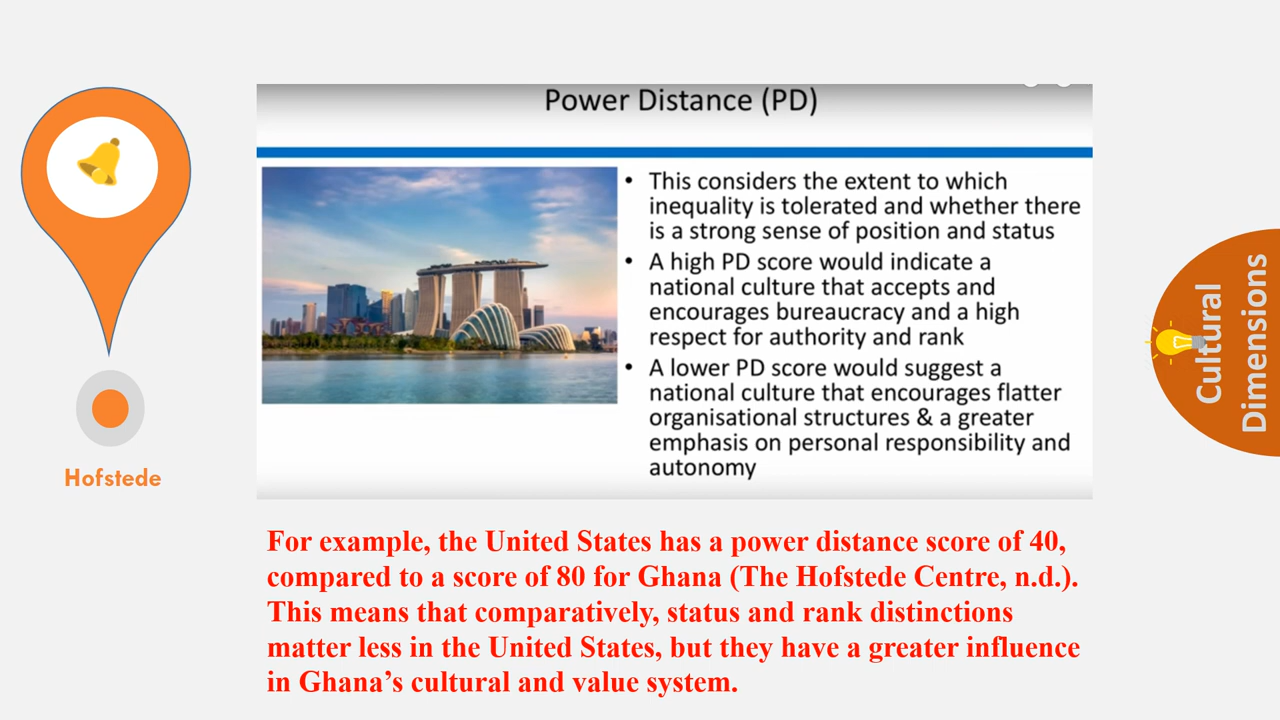 Power Distance (PD)
• This considers the extent to which
inequality is tolerated and whether there
is a strong sense of position and status
• A high PD score would indicate a
national culture that accepts and
encourages bureaucracy and a high
respect for authority and rank
• A lower PD score would suggest a
national culture that encourages flatter
organisational structures & a greater
emphasis on personal responsibility and
autonomy
Hofstede
Cultural
Dimensions
For example, the United States has a power distance score of 40,
compared to a score of 80 for Ghana (The Hofstede Centre, n.d.).
This means that comparatively, status and rank distinctions
matter less in the United States, but they have a greater influence
in Ghana’s cultural and value system.